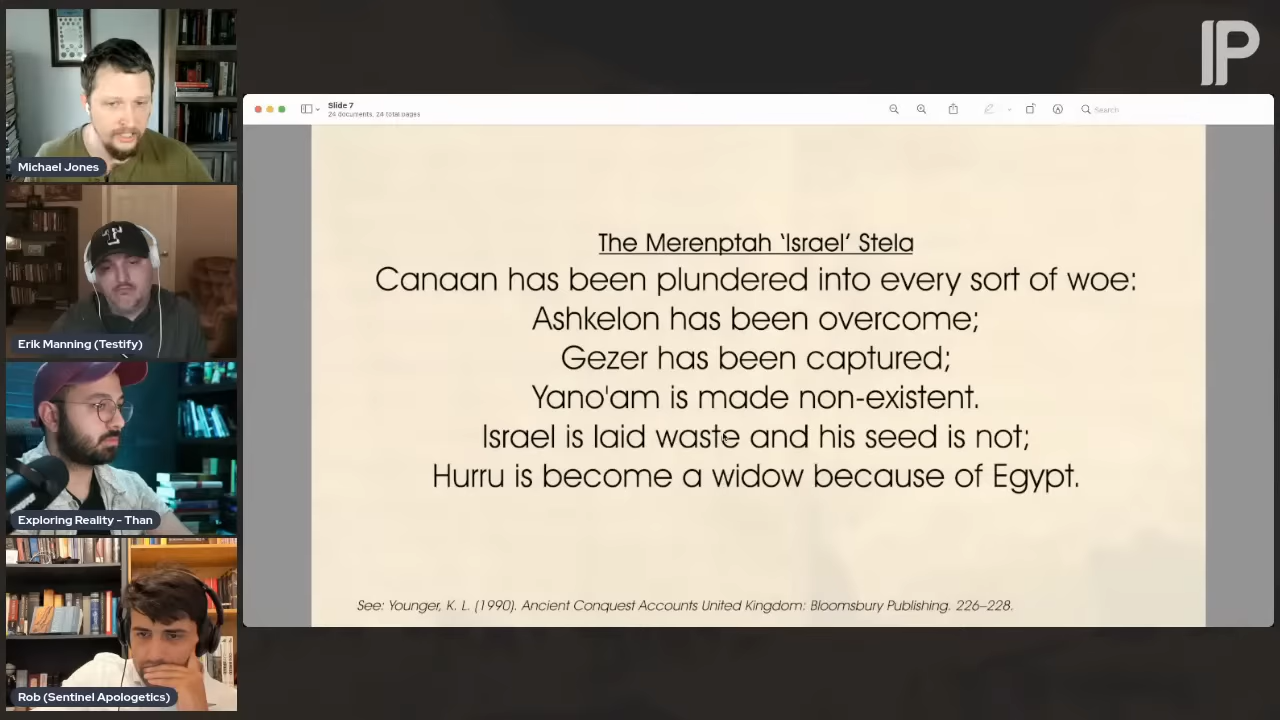 IP
Slide 7
24 documents, 24 total pages
Search
Michael Jones
Erik Manning (Testify)
Exploring Reality - Than
Rob (Sentinel Apologetics)
The Merenptah ‘Israel’ Stela
Canaan has been plundered into every sort of woe:
Ashkelon has been overcome;
Gezer has been captured;
Yano'am is made non-existent.
Israel is laid waste and his seed is not;
Hurru is become a widow because of Egypt.
See: Younger, K. L. (1990). Ancient Conquest Accounts United Kingdom: Bloomsbury Publishing. 226–228.